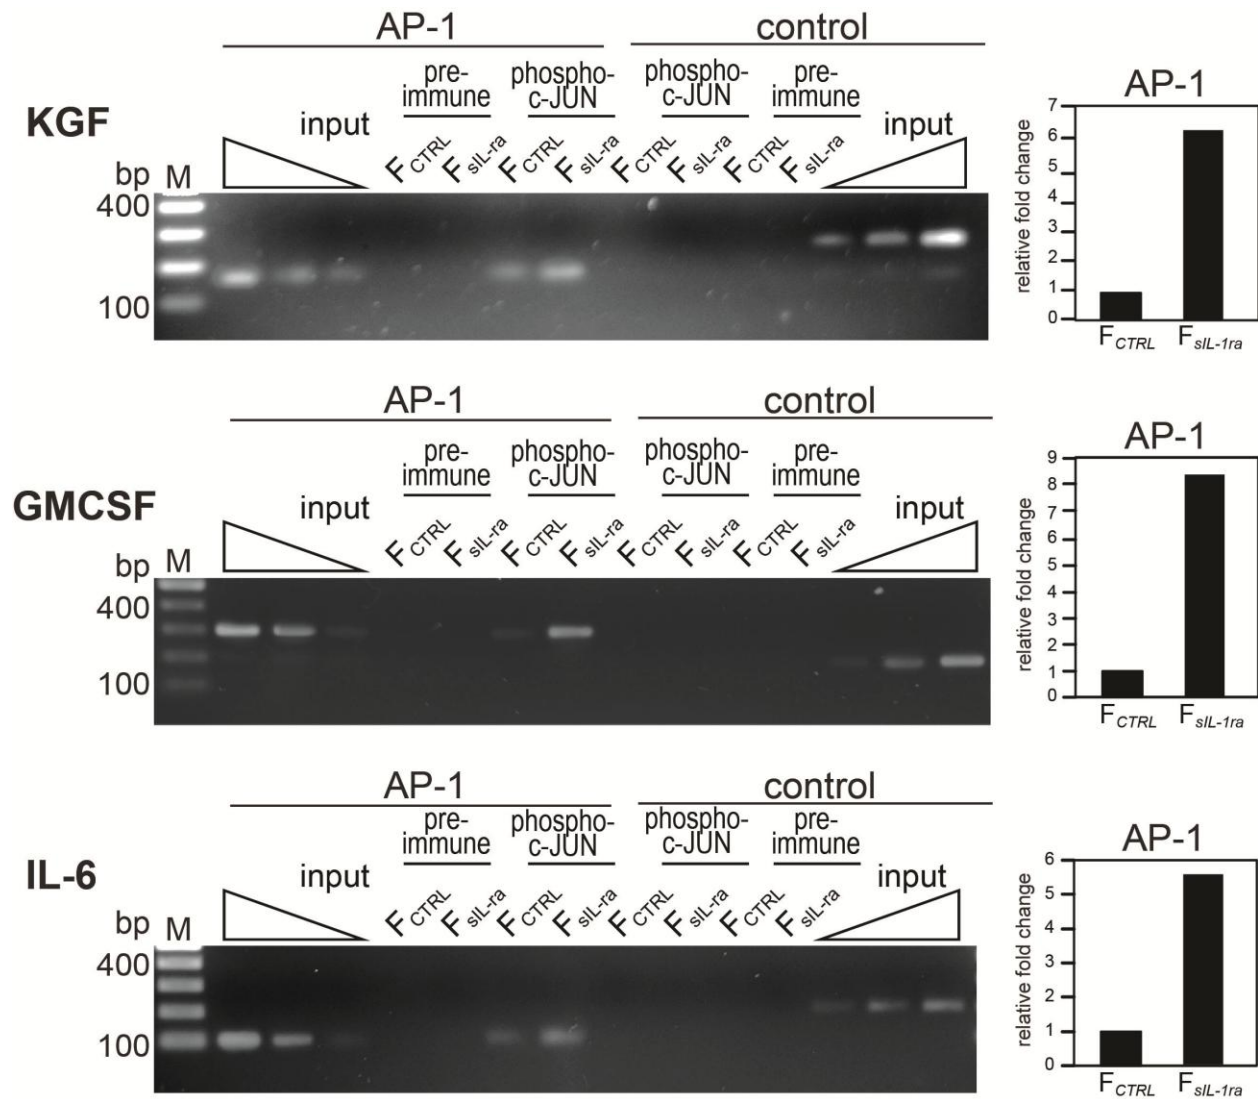 AP-1 control
pre-immune phospho-c-JUN phospho-c-JUN pre-immune
KGF input input
F CTRL F sIL-ra F CTRL F sIL-ra F CTRL F sIL-ra F CTRL F sIL-ra
bp M
400
100
AP-1
relative fold change
7
6
5
4
3
2
1
0
F CTRL F sIL-1ra
AP-1 control
pre-immune phospho-c-JUN phospho-c-JUN pre-immune
GMCSF input input
F CTRL F sIL-ra F CTRL F sIL-ra F CTRL F sIL-ra F CTRL F sIL-ra
bp M
400
100
AP-1
relative fold change
9
8
7
6
5
4
3
2
1
0
F CTRL F sIL-1ra
AP-1 control
pre-immune phospho-c-JUN phospho-c-JUN pre-immune
IL-6 input input
F CTRL F sIL-ra F CTRL F sIL-ra F CTRL F sIL-ra F CTRL F sIL-ra
bp M
400
100
AP-1
relative fold change
6
5
4
3
2
1
0
F CTRL F sIL-1ra